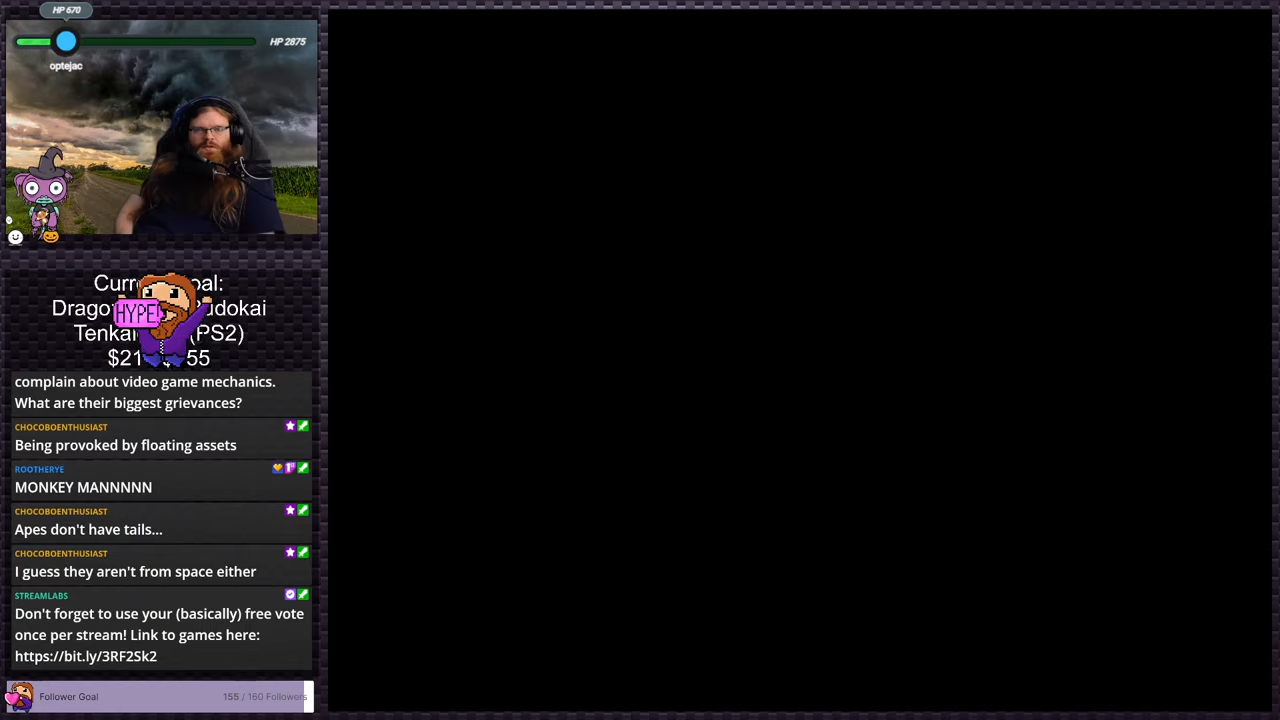 HP 670
HP 2875
optejac
Curr
oal:
Drago
udokai
Tenkai
(PS2)
HYPE!
$21
55
complain about video game mechanics.
What are their biggest grievances?
CHOCOBOENTHUSIAST
Being provoked by floating assets
ROOTHERYE
MONKEY MANNNNN
CHOCOBOENTHUSIAST
Apes don't have tails...
CHOCOBOENTHUSIAST
I guess they aren't from space either
STREAMLABS
Don't forget to use your (basically) free vote
once per stream! Link to games here:
https://bit.ly/3RF2Sk2
Follower Goal
155 / 160 Followers